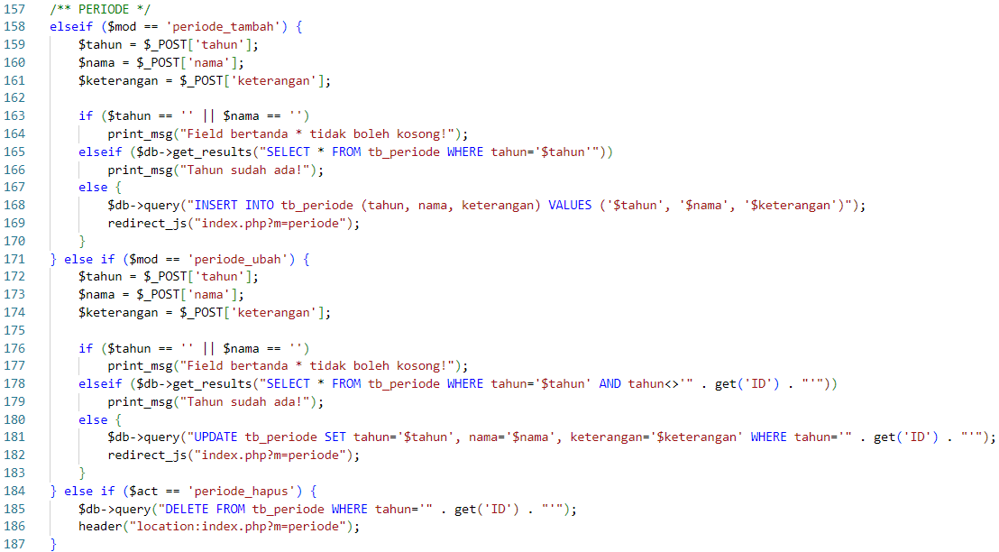 157 /** PERIODE */
158 elseif ($mod == 'periode_tambah') {
159     $tahun = $_POST['tahun'];
160     $nama = $_POST['nama'];
161     $keterangan = $_POST['keterangan'];
162
163     if ($tahun == '' || $nama == '')
164         print_msg("Field bertanda * tidak boleh kosong!");
165     elseif ($db->get_results("SELECT * FROM tb_periode WHERE tahun='$tahun'"))
166         print_msg("Tahun sudah ada!");
167     else {
168         $db->query("INSERT INTO tb_periode (tahun, nama, keterangan) VALUES ('$tahun', '$nama', '$keterangan')");
169         redirect_js("index.php?m=periode");
170     }
171 } else if ($mod == 'periode_ubah') {
172     $tahun = $_POST['tahun'];
173     $nama = $_POST['nama'];
174     $keterangan = $_POST['keterangan'];
175
176     if ($tahun == '' || $nama == '')
177         print_msg("Field bertanda * tidak boleh kosong!");
178     elseif ($db->get_results("SELECT * FROM tb_periode WHERE tahun='$tahun' AND tahun<>'" . get('ID') . "'"))
179         print_msg("Tahun sudah ada!");
180     else {
181         $db->query("UPDATE tb_periode SET tahun='$tahun', nama='$nama', keterangan='$keterangan' WHERE tahun='" . get('ID') . "'");
182         redirect_js("index.php?m=periode");
183     }
184 } else if ($act == 'periode_hapus') {
185     $db->query("DELETE FROM tb_periode WHERE tahun='" . get('ID') . "'");
186     header("location:index.php?m=periode");
187 }